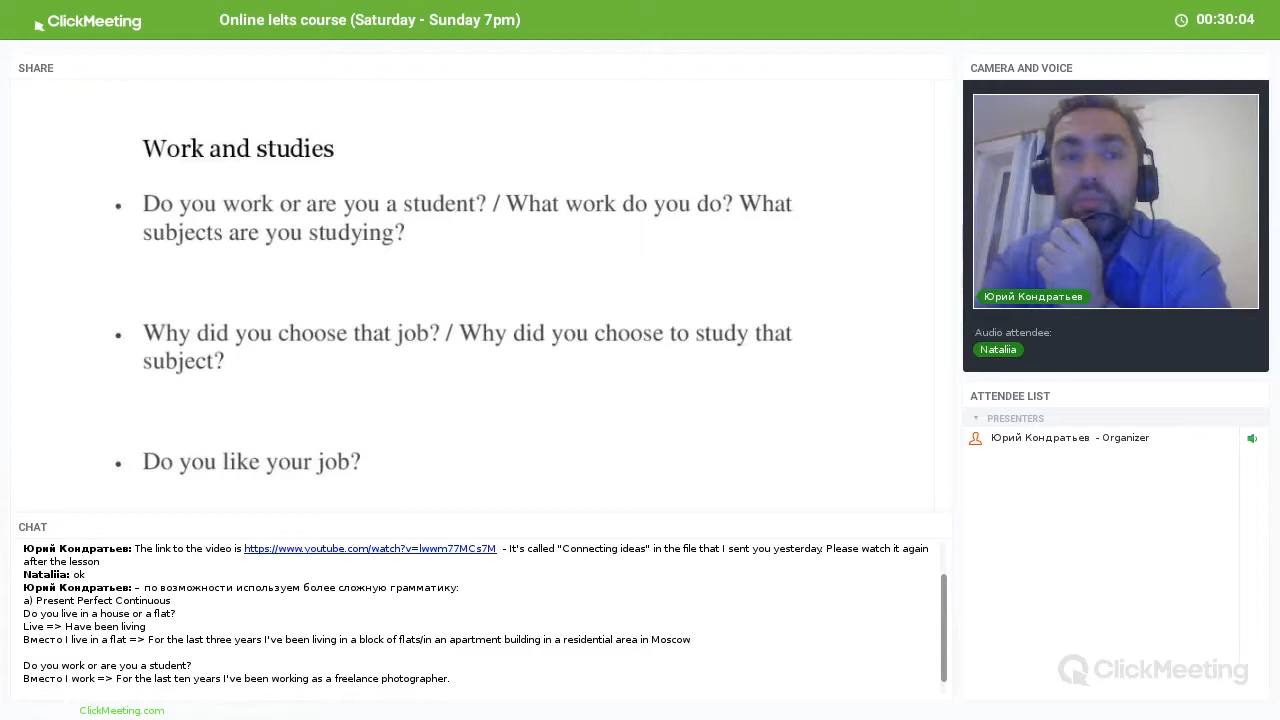 ClickMeeting
Online Ielts course (Saturday - Sunday 7pm)
00:30:04
SHARE
Work and studies
• Do you work or are you a student? / What work do you do? What
subjects are you studying?
• Why did you choose that job? / Why did you choose to study that
subject?
• Do you like your job?
CHAT
Юрий Кондратьев: The link to the video is https://www.youtube.com/watch?v=lwwm77MCs7M - It's called "Connecting ideas" in the file that I sent you yesterday. Please watch it again
after the lesson
Nataliia: ok
Юрий Кондратьев: – по возможности используем более сложную грамматику:
a) Present Perfect Continuous
Do you live in a house or a flat?
Live => Have been living
Вместо I live in a flat => For the last three years I've been living in a block of flats/in an apartment building in a residential area in Moscow
Do you work or are you a student?
Вместо I work => For the last ten years I've been working as a freelance photographer.
ClickMeeting.com
CAMERA AND VOICE
Юрий Кондратьев
Audio attendee:
Nataliia
ATTENDEE LIST
PRESENTERS
Юрий Кондратьев - Organizer
ClickMeeting